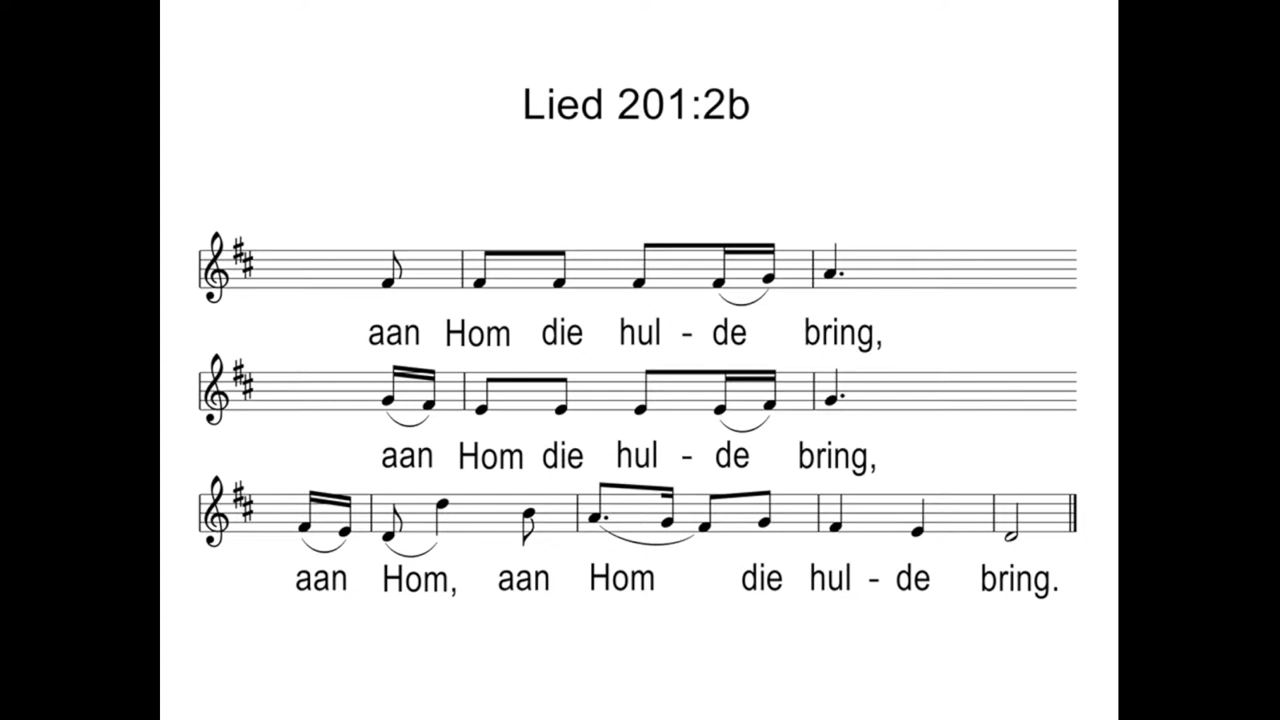 Lied 201:2b
aan Hom die hul - de bring,
aan Hom die hul - de bring,
aan Hom, aan Hom die hul - de bring.